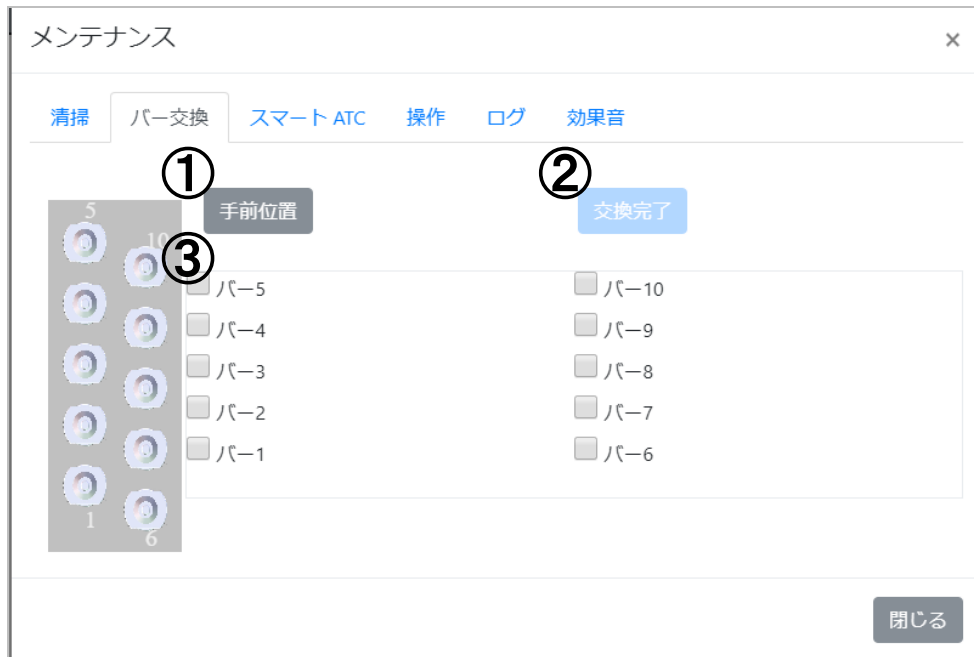 メンテナンス ×
清掃 バー交換 スマート ATC 操作 ログ 効果音
① ②
手前位置 交換完了
5
10
③
バー5 バー10
バー4 バー9
バー3 バー8
バー2 バー7
バー1 バー6
1
6
閉じる